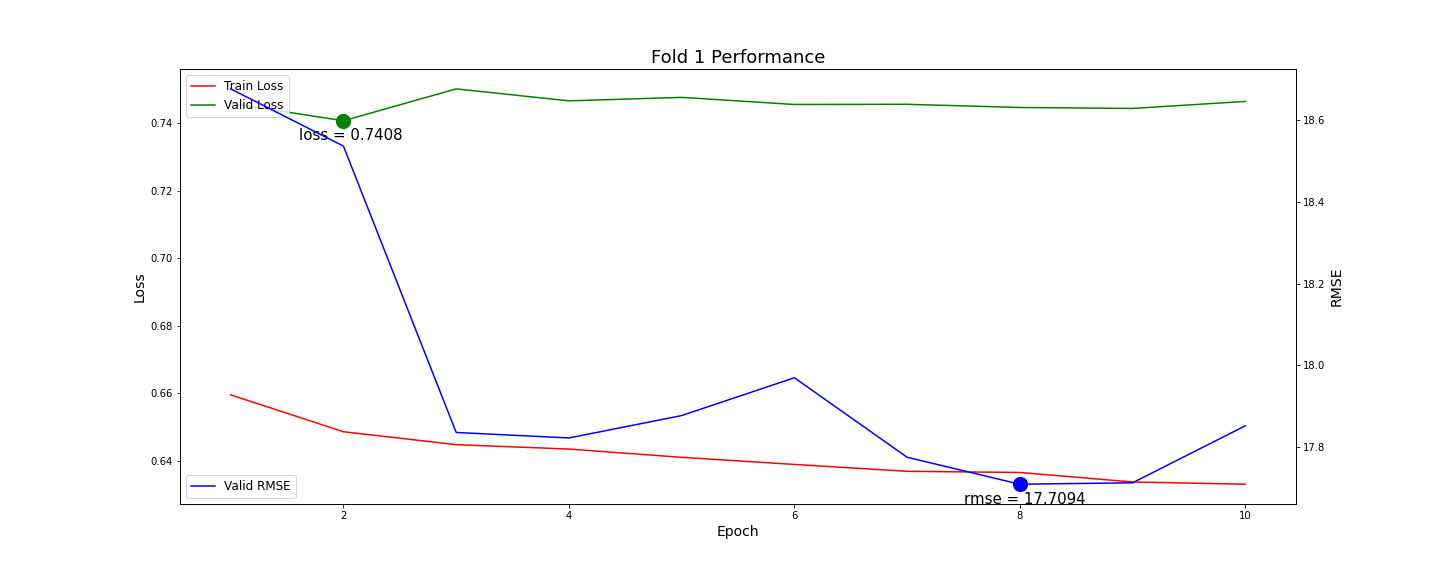 Fold 1 Performance
Train Loss
Valid Loss
loss = 0.7408
Valid RMSE
rmse = 17.7094
0.74
0.72
0.70
0.68
0.66
0.64
Loss
18.6
18.4
18.2
18.0
17.8
RMSE
2 4 6 8 10
Epoch